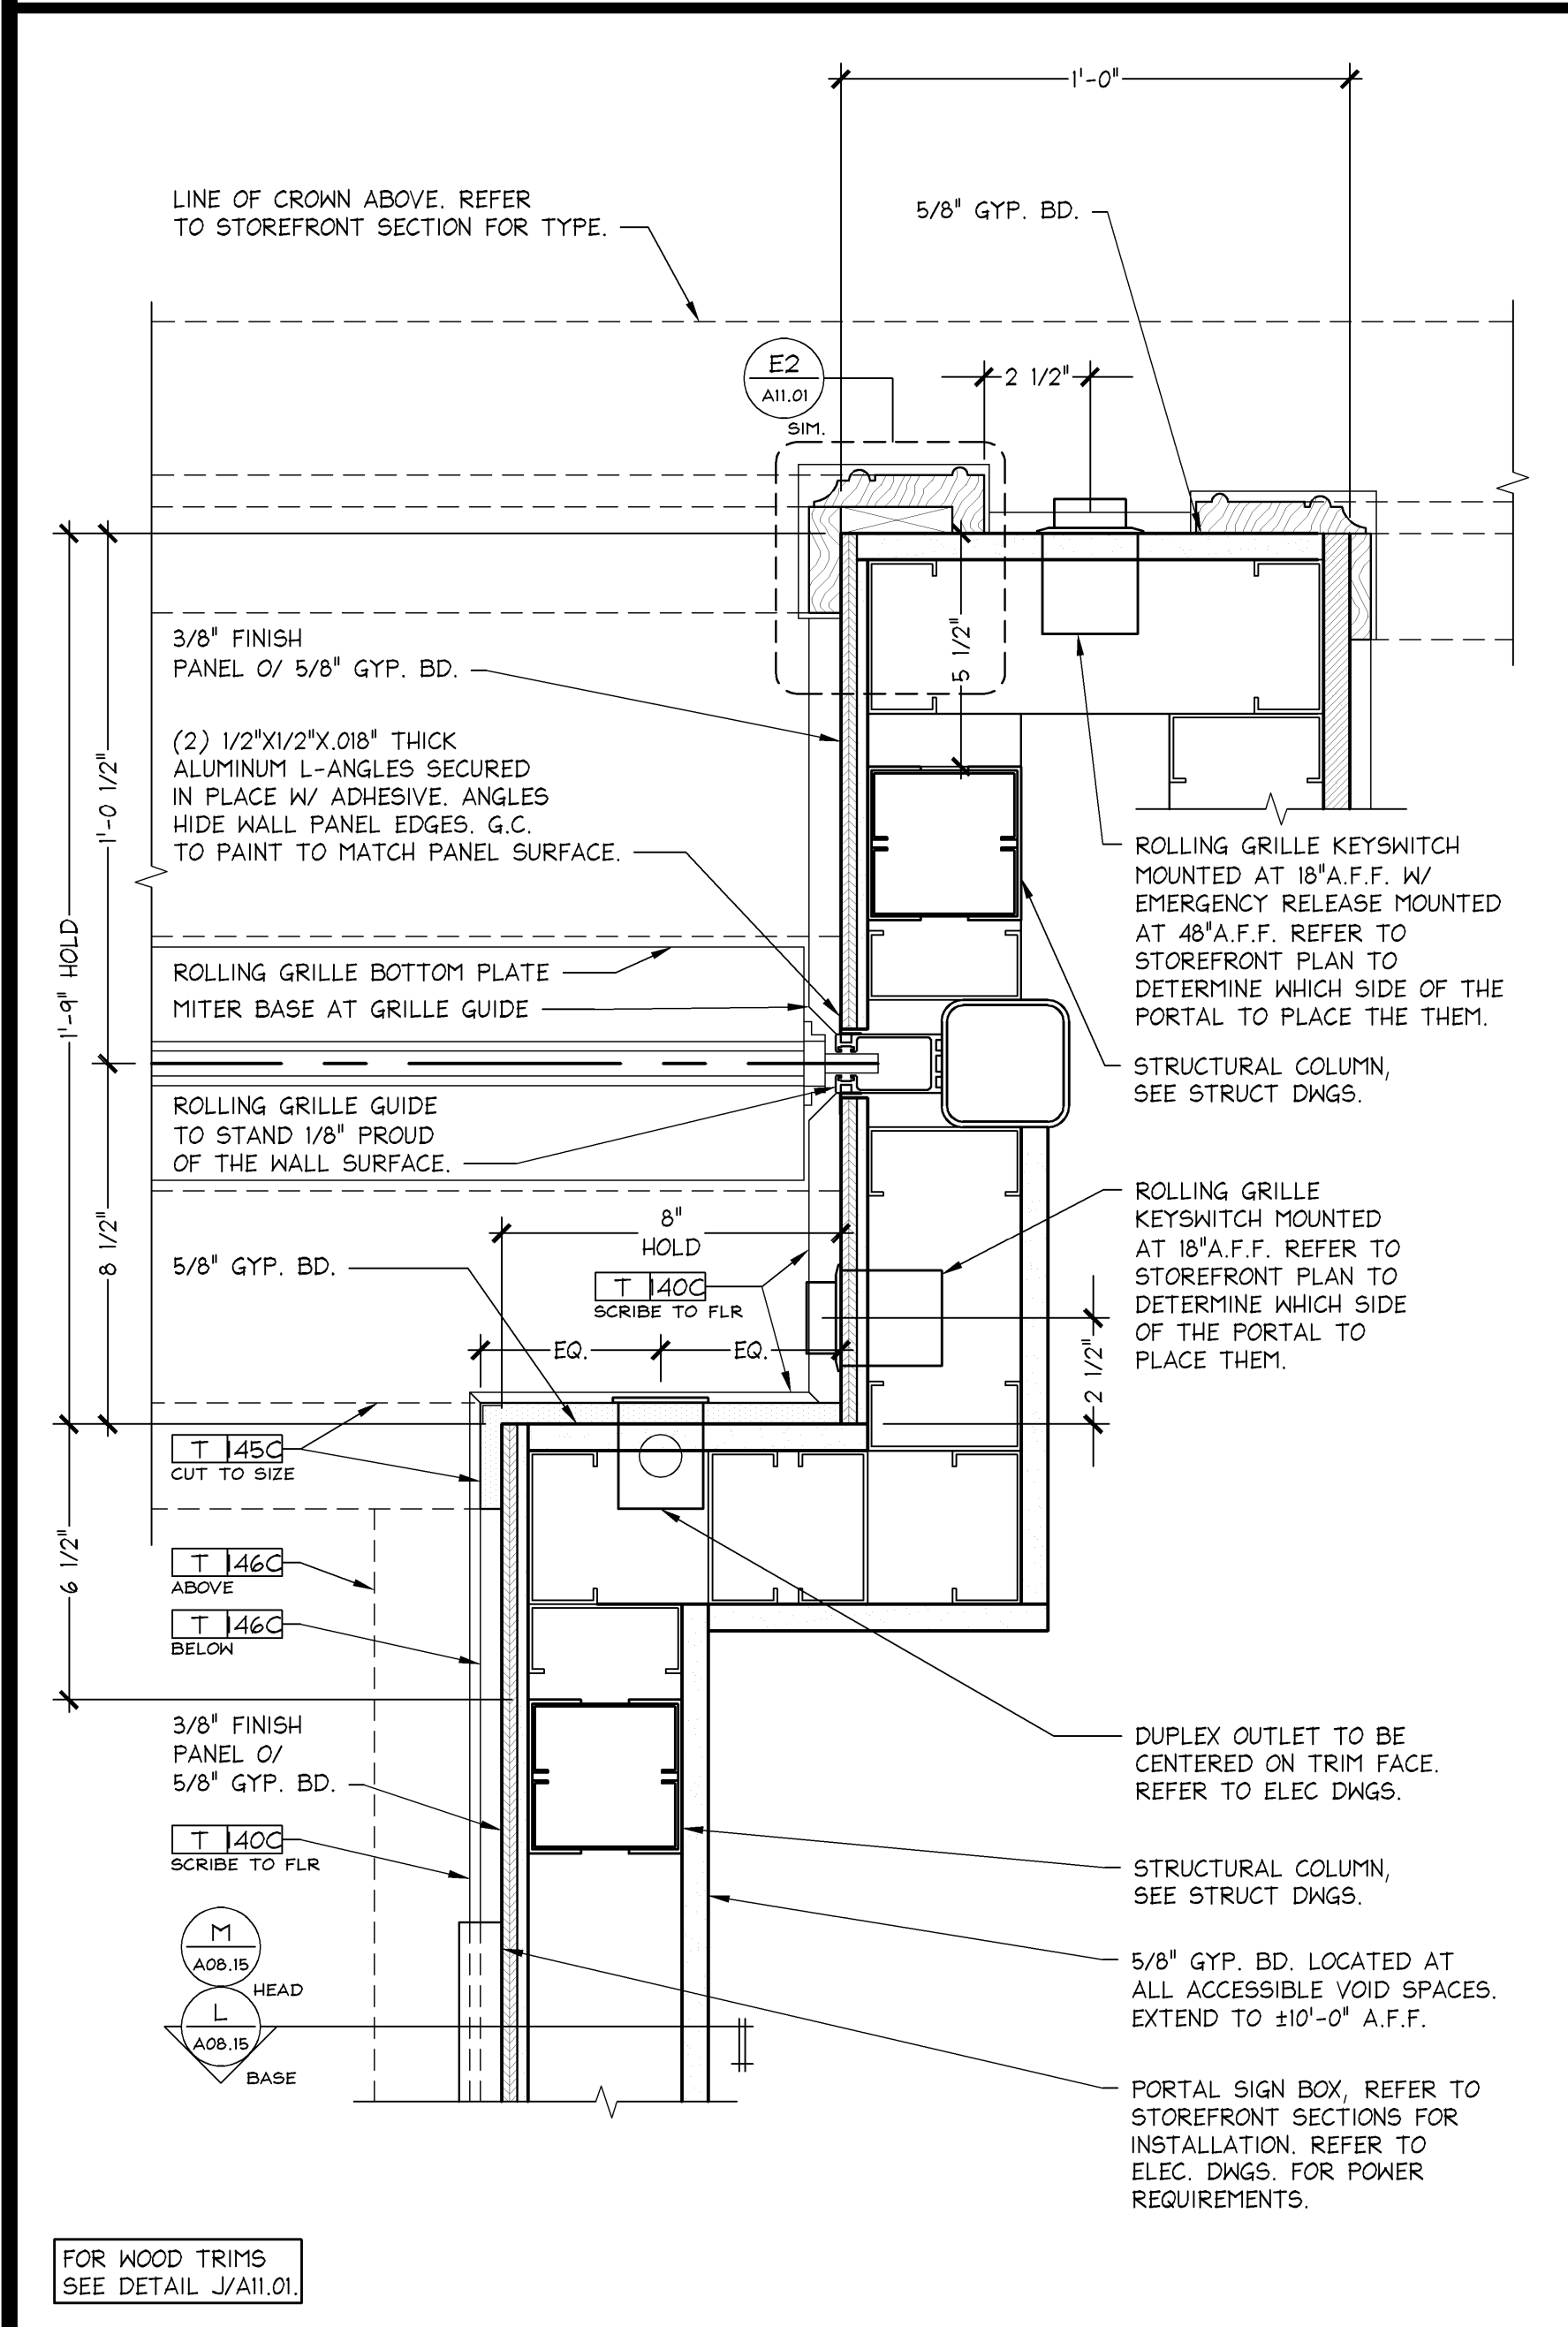 1'-0"
LINE OF CROWN ABOVE. REFER
TO STOREFRONT SECTION FOR TYPE.
5/8" GYP. BD.
E2
A11.01
SIM.
2 1/2"
3/8" FINISH
PANEL O/ 5/8" GYP. BD.
5 1/2"
(2) 1/2"X1/2"X.018" THICK
ALUMINUM L-ANGLES SECURED
IN PLACE W/ ADHESIVE. ANGLES
HIDE WALL PANEL EDGES. G.C.
TO PAINT TO MATCH PANEL SURFACE.
1'-0 1/2"
1'-9" HOLD
ROLLING GRILLE KEYSWITCH
MOUNTED AT 18"A.F.F. W/
EMERGENCY RELEASE MOUNTED
AT 48"A.F.F. REFER TO
STOREFRONT PLAN TO
DETERMINE WHICH SIDE OF THE
PORTAL TO PLACE THE THEM.
ROLLING GRILLE BOTTOM PLATE
MITER BASE AT GRILLE GUIDE
STRUCTURAL COLUMN,
SEE STRUCT DWGS.
ROLLING GRILLE GUIDE
TO STAND 1/8" PROUD
OF THE WALL SURFACE.
8 1/2"
8"
HOLD
5/8" GYP. BD.
T 140C
SCRIBE TO FLR
ROLLING GRILLE
KEYSWITCH MOUNTED
AT 18"A.F.F. REFER TO
STOREFRONT PLAN TO
DETERMINE WHICH SIDE
OF THE PORTAL TO
PLACE THEM.
EQ.
EQ.
2 1/2"
T 145C
CUT TO SIZE
6 1/2"
T 146C
ABOVE
T 146C
BELOW
3/8" FINISH
PANEL O/
5/8" GYP. BD.
T 140C
SCRIBE TO FLR
DUPLEX OUTLET TO BE
CENTERED ON TRIM FACE.
REFER TO ELEC DWGS.
STRUCTURAL COLUMN,
SEE STRUCT DWGS.
M
A08.15
HEAD
L
A08.15
BASE
5/8" GYP. BD. LOCATED AT
ALL ACCESSIBLE VOID SPACES.
EXTEND TO ±10'-0" A.F.F.
PORTAL SIGN BOX, REFER TO
STOREFRONT SECTIONS FOR
INSTALLATION. REFER TO
ELEC. DWGS. FOR POWER
REQUIREMENTS.
FOR WOOD TRIMS
SEE DETAIL J/A11.01.